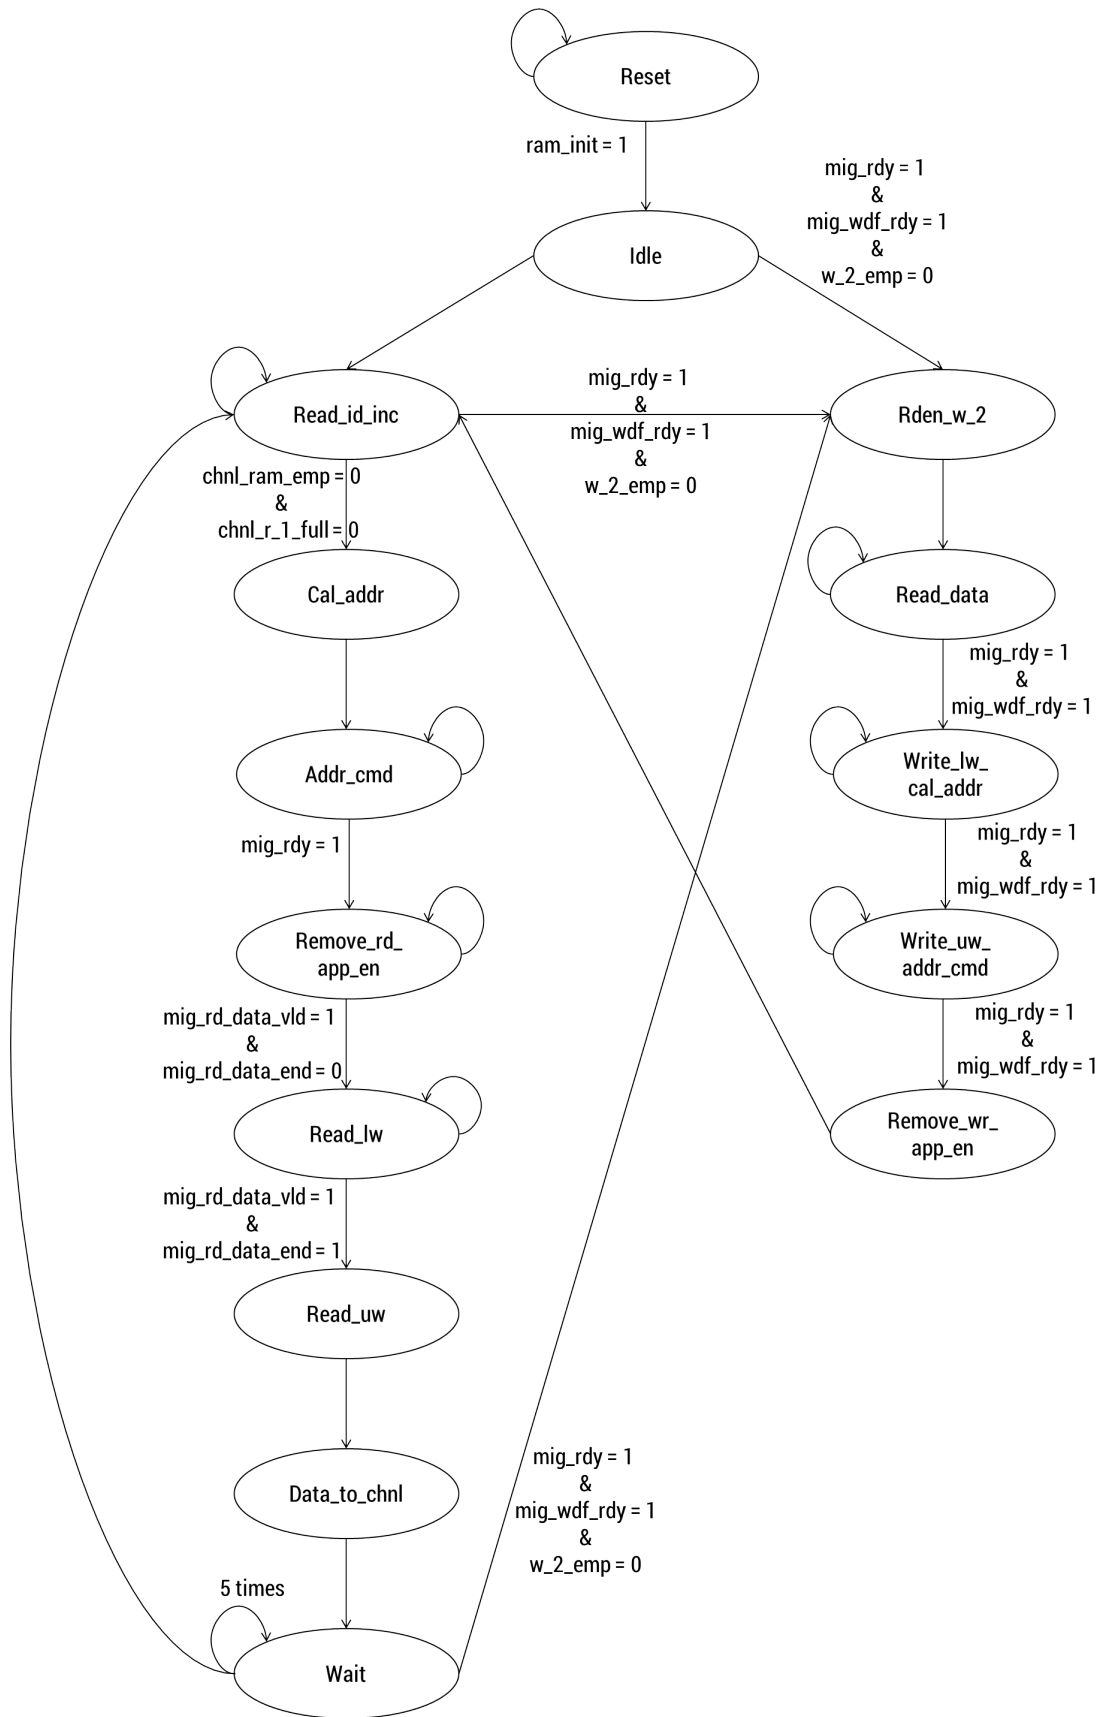 Reset
ram_init = 1
mig_rdy = 1
&
mig_wdf_rdy = 1
&
w_2_emp = 0
Idle
Read_id_inc
mig_rdy = 1
&
mig_wdf_rdy = 1
&
w_2_emp = 0
Rden_w_2
chnl_ram_emp = 0
&
chnl_r_1_full = 0
Cal_addr
Read_data
mig_rdy = 1
&
mig_wdf_rdy = 1
Addr_cmd
Write_lw_
cal_addr
mig_rdy = 1
mig_rdy = 1
&
mig_wdf_rdy = 1
Remove_rd_
app_en
Write_uw_
addr_cmd
mig_rd_data_vld = 1
&
mig_rd_data_end = 0
mig_rdy = 1
&
mig_wdf_rdy = 1
Read_lw
Remove_wr_
app_en
mig_rd_data_vld = 1
&
mig_rd_data_end = 1
Read_uw
Data_to_chnl
mig_rdy = 1
&
mig_wdf_rdy = 1
&
w_2_emp = 0
5 times
Wait